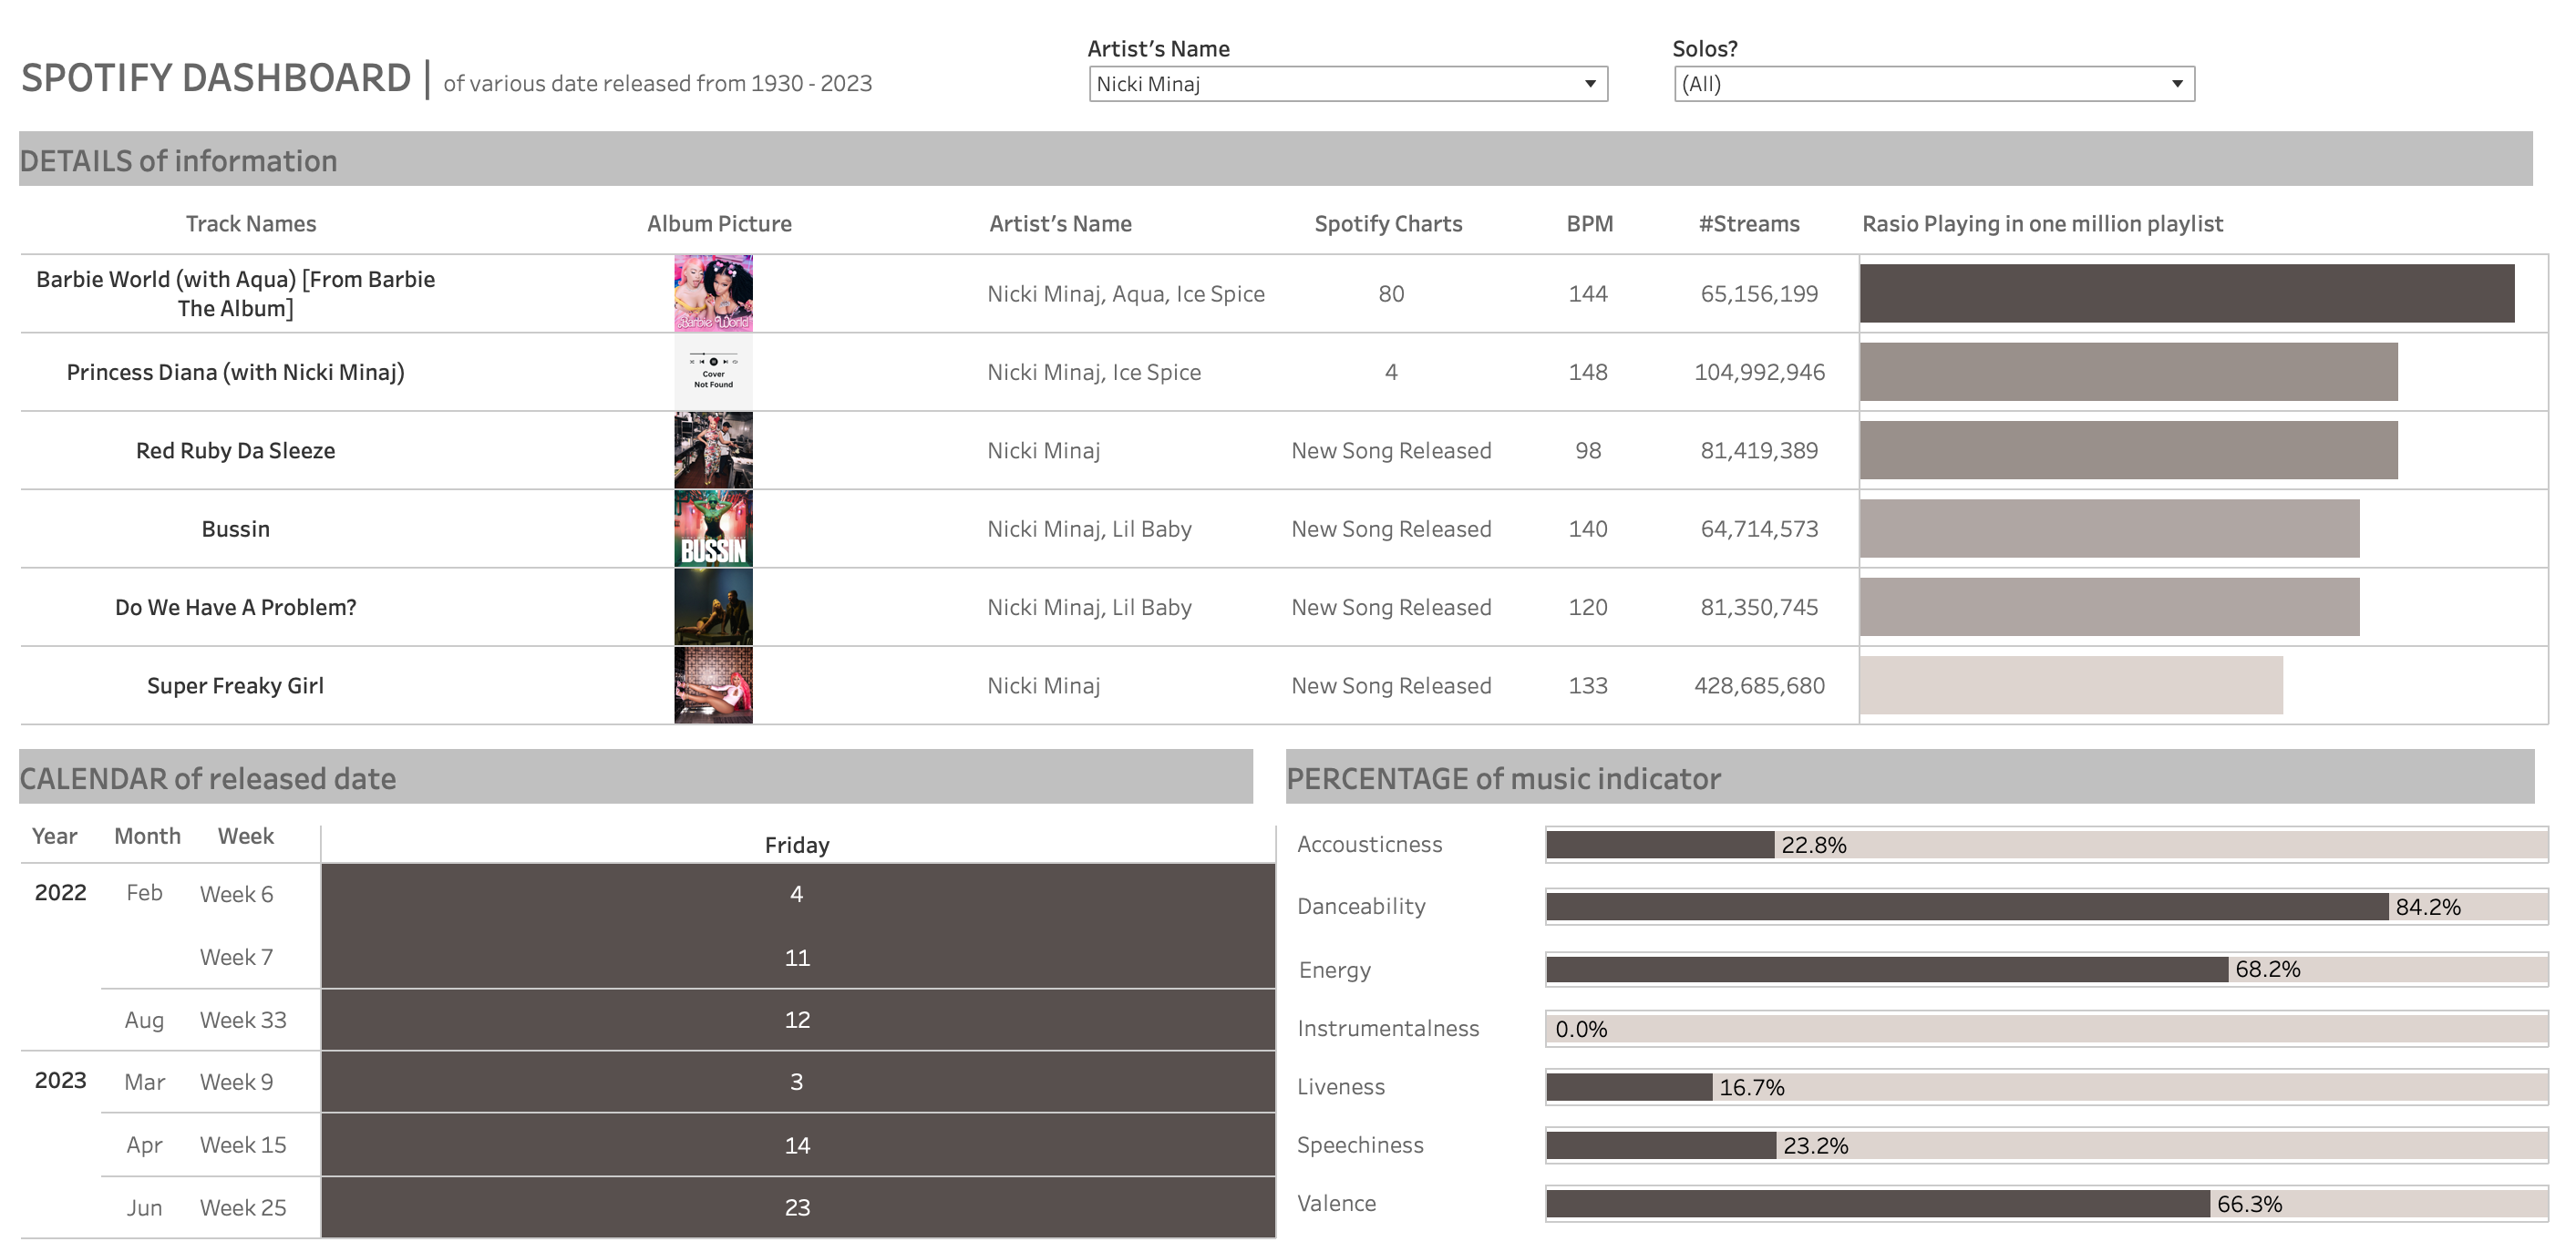 Artist's Name
Solos?
SPOTIFY DASHBOARD | of various date released from 1930 - 2023
Nicki Minaj
(All)
DETAILS of information
Track Names Album Picture Artist's Name Spotify Charts BPM #Streams Rasio Playing in one million playlist
Barbie World (with Aqua) [From Barbie
The Album]
Barbie World
Nicki Minaj, Aqua, Ice Spice 80 144 65,156,199
Princess Diana (with Nicki Minaj)
Cover
Not Found
Nicki Minaj, Ice Spice 4 148 104,992,946
Red Ruby Da Sleeze Nicki Minaj New Song Released 98 81,419,389
Bussin
BUSSIN
Nicki Minaj, Lil Baby New Song Released 140 64,714,573
Do We Have A Problem? Nicki Minaj, Lil Baby New Song Released 120 81,350,745
Super Freaky Girl Nicki Minaj New Song Released 133 428,685,680
CALENDAR of released date
Year Month Week Friday
2022 Feb Week 6 4
Week 7 11
Aug Week 33 12
2023 Mar Week 9 3
Apr Week 15 14
Jun Week 25 23
PERCENTAGE of music indicator
Accousticness 22.8%
Danceability 84.2%
Energy 68.2%
Instrumentalness 0.0%
Liveness 16.7%
Speechiness 23.2%
Valence 66.3%